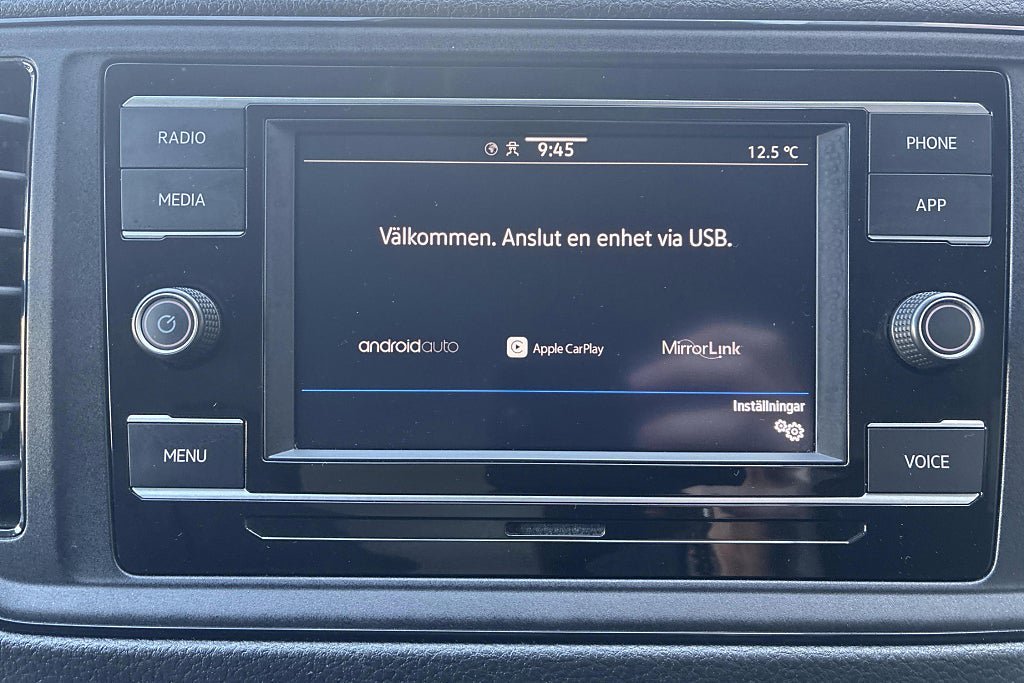 RADIO
MEDIA
9:45
12.5 °C
PHONE
APP
Välkommen. Anslut en enhet via USB.
androidauto
Apple CarPlay
MirrorLink
Inställningar
MENU
VOICE